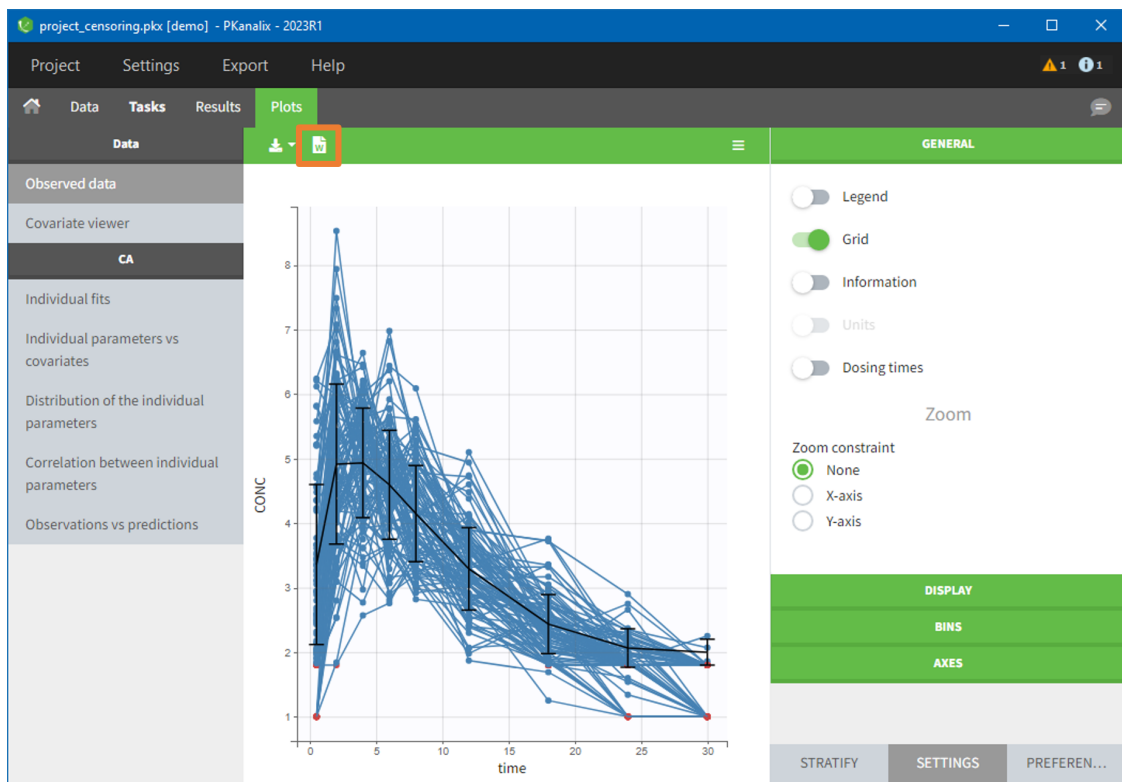 project_censoring.pkx [demo] - PKanalix - 2023R1
Project Settings Export Help
1 1
Data Tasks Results Plots
Data
W
GENERAL
Observed data
Covariate viewer
CA
Individual fits
Individual parameters vs
covariates
Distribution of the individual
parameters
Correlation between individual
parameters
Observations vs predictions
8
7
6
5
4
3
2
1
CONC
0 5 10 15 20 25 30
time
Legend
Grid
Information
Units
Dosing times
Zoom
Zoom constraint
None
X-axis
Y-axis
DISPLAY
BINS
AXES
STRATIFY SETTINGS PREFEREN...